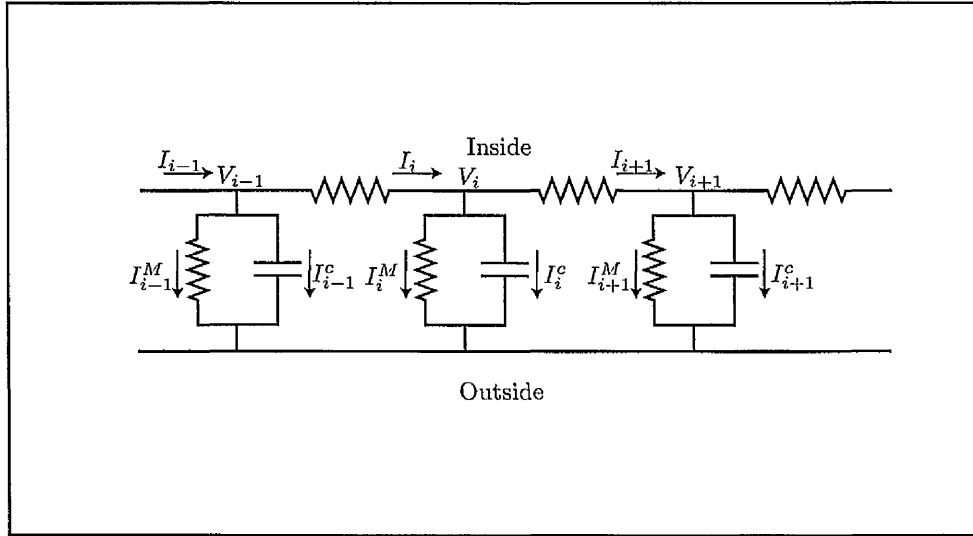 Inside
I_{i-1} V_{i-1} I_i V_i I_{i+1} V_{i+1}
I^M_{i-1} I^c_{i-1} I^M_i I^c_i I^M_{i+1} I^c_{i+1}
Outside